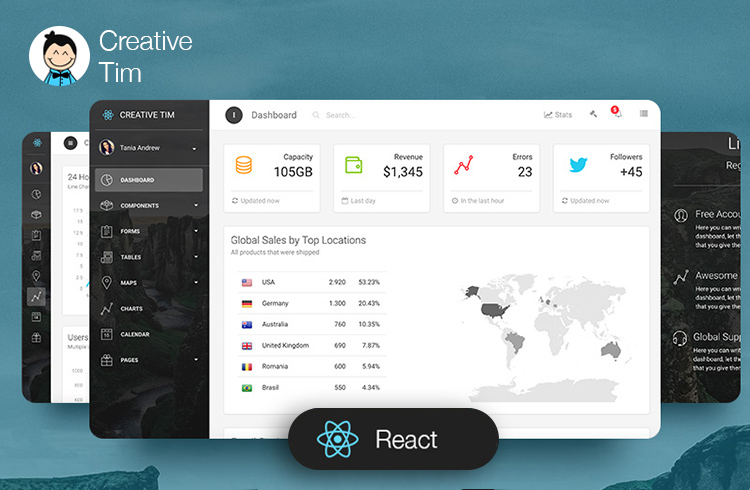 Creative
Tim
CREATIVE TIM
Tania Andrew
DASHBOARD
COMPONENTS
FORMS
TABLES
MAPS
CHARTS
CALENDAR
PAGES
Dashboard
Search...
Stats
5
Capacity
105GB
Updated now
Revenue
$1,345
Last day
Errors
23
In the last hour
Followers
+45
Updated now
Global Sales by Top Locations
All products that were shipped
USA 2.920 53.23%
Germany 1.300 20.43%
Australia 760 10.35%
United Kingdom 690 7.87%
Romania 600 5.94%
Brasil 550 4.34%
24 Ho
Line Char
Users
Multiple
Li
Reg
Free Accou
Here you can wri
dashboard, let th
that you give the
Awesome
Here you can wri
dashboard, let th
that you give the
Global Supp
Here you can writ
dashboard, let the
that you give then
React